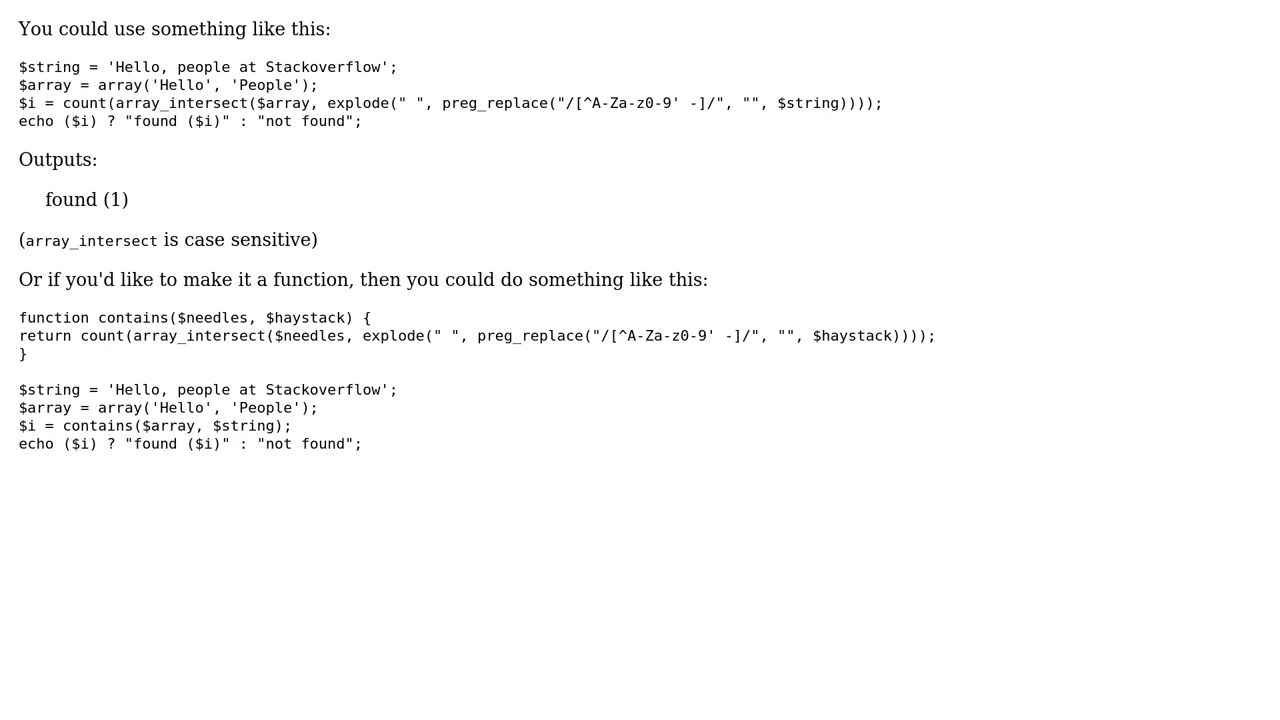 You could use something like this:
$string = 'Hello, people at Stackoverflow';
$array = array('Hello', 'People');
$i = count(array_intersect($array, explode(" ", preg_replace("/[^A-Za-z0-9' -]/", "", $string))));
echo ($i) ? "found ($i)" : "not found";
Outputs:
found (1)
(array_intersect is case sensitive)
Or if you'd like to make it a function, then you could do something like this:
function contains($needles, $haystack) {
return count(array_intersect($needles, explode(" ", preg_replace("/[^A-Za-z0-9' -]/", "", $haystack))));
}
$string = 'Hello, people at Stackoverflow';
$array = array('Hello', 'People');
$i = contains($array, $string);
echo ($i) ? "found ($i)" : "not found";